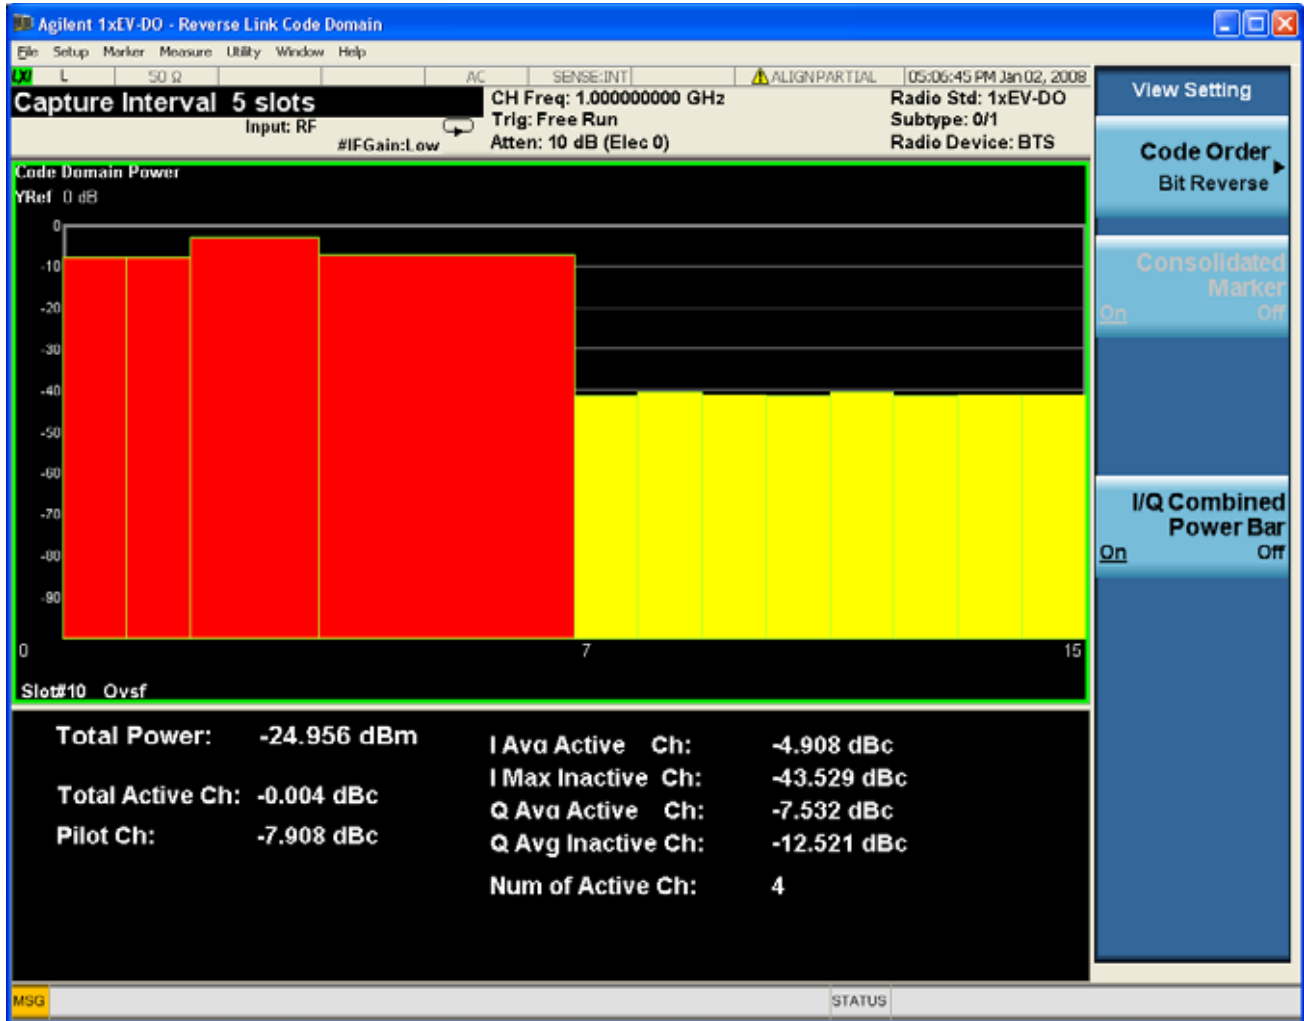 Agilent 1xEV-DO - Reverse Link Code Domain
File Setup Marker Measure Utility Window Help
LXI L 50 Ω AC SENSE:INT ALIGN PARTIAL 05:06:45 PM Jan 02, 2008
Capture Interval 5 slots
Input: RF
#IFGain:Low
CH Freq: 1.000000000 GHz
Trig: Free Run
Atten: 10 dB (Elec 0)
Radio Std: 1xEV-DO
Subtype: 0/1
Radio Device: BTS
Code Domain Power
YRef 0 dB
0
-10
-20
-30
-40
-50
-60
-70
-80
-90
0 7 15
Slot#10 Ovsf
Total Power: -24.956 dBm
Total Active Ch: -0.004 dBc
Pilot Ch: -7.908 dBc
I Avg Active Ch: -4.908 dBc
I Max Inactive Ch: -43.529 dBc
Q Avg Active Ch: -7.532 dBc
Q Avg Inactive Ch: -12.521 dBc
Num of Active Ch: 4
View Setting
Code Order
Bit Reverse
Consolidated
Marker
On Off
I/Q Combined
Power Bar
On Off
MSG STATUS